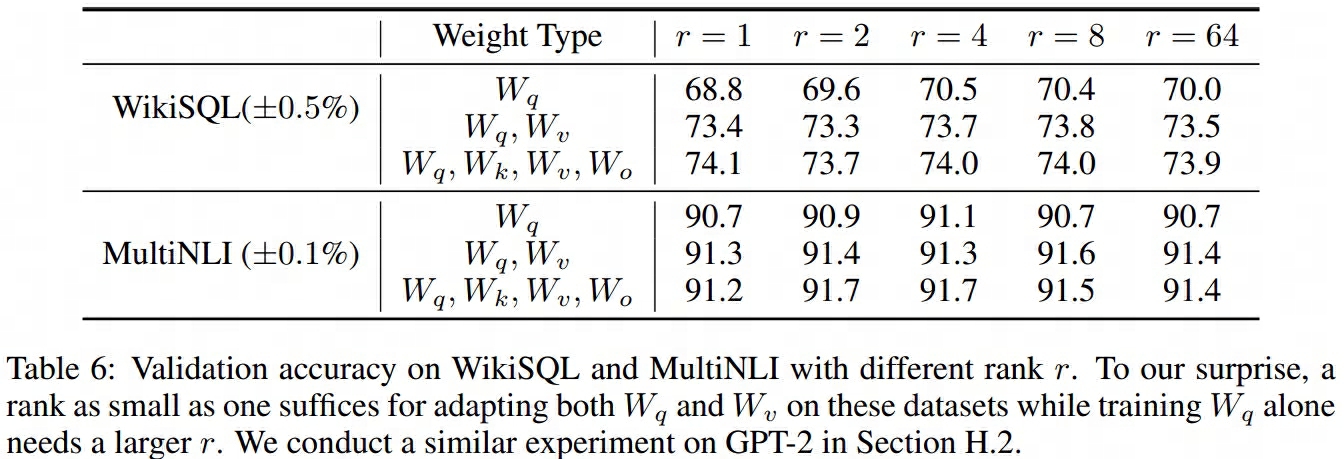 Weight Type r = 1 r = 2 r = 4 r = 8 r = 64
WikiSQL(±0.5%) W_q 68.8 69.6 70.5 70.4 70.0
W_q, W_v 73.4 73.3 73.7 73.8 73.5
W_q, W_k, W_v, W_o 74.1 73.7 74.0 74.0 73.9
MultiNLI (±0.1%) W_q 90.7 90.9 91.1 90.7 90.7
W_q, W_v 91.3 91.4 91.3 91.6 91.4
W_q, W_k, W_v, W_o 91.2 91.7 91.7 91.5 91.4
Table 6: Validation accuracy on WikiSQL and MultiNLI with different rank r. To our surprise, a
rank as small as one suffices for adapting both W_q and W_v on these datasets while training W_q alone
needs a larger r. We conduct a similar experiment on GPT-2 in Section H.2.